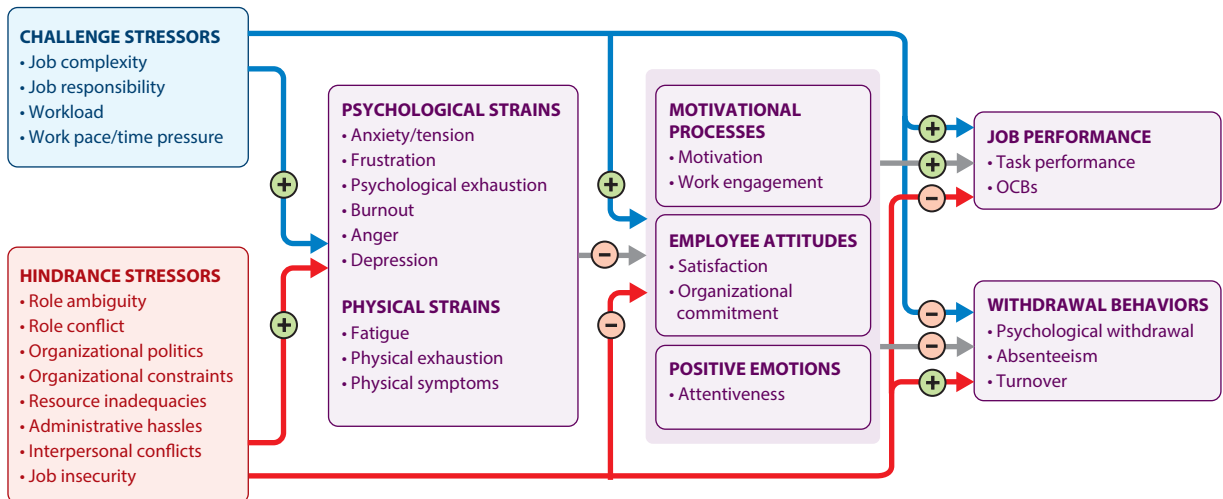 CHALLENGE STRESSORS
• Job complexity
• Job responsibility
• Workload
• Work pace/time pressure
HINDRANCE STRESSORS
• Role ambiguity
• Role conflict
• Organizational politics
• Organizational constraints
• Resource inadequacies
• Administrative hassles
• Interpersonal conflicts
• Job insecurity
+
+
PSYCHOLOGICAL STRAINS
• Anxiety/tension
• Frustration
• Psychological exhaustion
• Burnout
• Anger
• Depression
PHYSICAL STRAINS
• Fatigue
• Physical exhaustion
• Physical symptoms
+
−
−
MOTIVATIONAL
PROCESSES
• Motivation
• Work engagement
EMPLOYEE ATTITUDES
• Satisfaction
• Organizational
commitment
POSITIVE EMOTIONS
• Attentiveness
+
+
−
−
−
+
JOB PERFORMANCE
• Task performance
• OCBs
WITHDRAWAL BEHAVIORS
• Psychological withdrawal
• Absenteeism
• Turnover